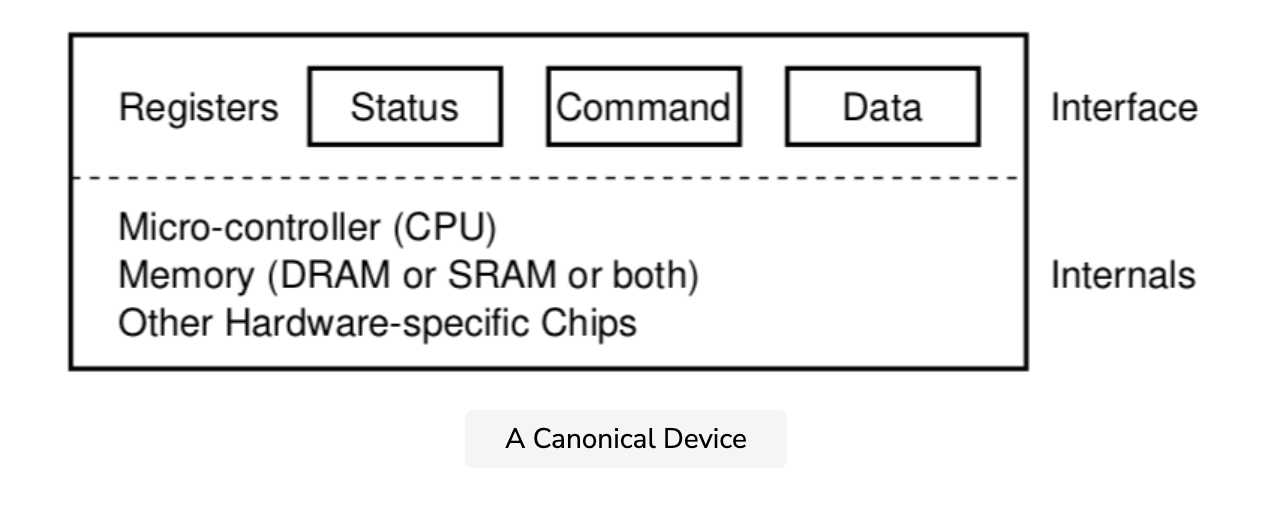 Registers Status Command Data Interface
Micro-controller (CPU)
Memory (DRAM or SRAM or both) Internals
Other Hardware-specific Chips
A Canonical Device